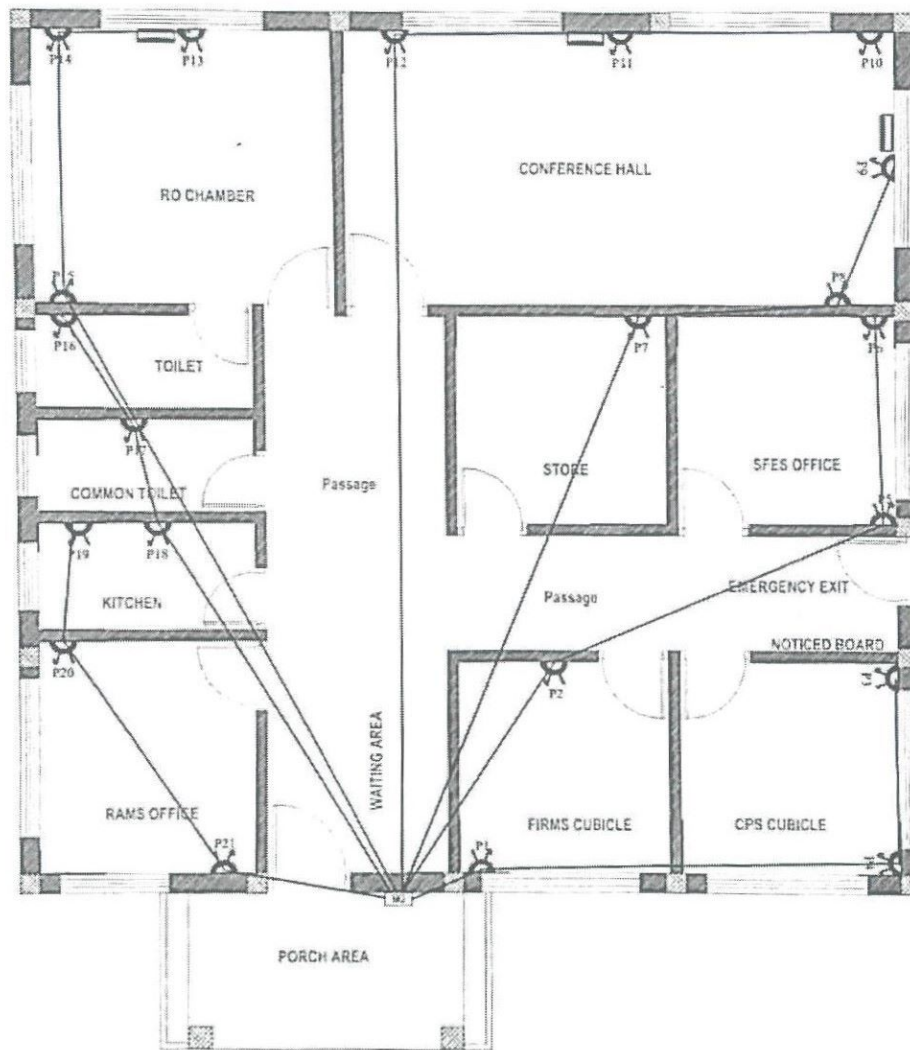 P14
P13
P12
P11
P10
P9
RO CHAMBER
CONFERENCE HALL
P8
P16
P7
P6
TOILET
P17
STORE
SFES OFFICE
Passage
COMMON TOILET
P5
P19
P18
EMERGENCY EXIT
KITCHEN
Passage
NOTICED BOARD
P20
P2
WAITING AREA
RAMS OFFICE
FIRMS CUBICLE
CPS CUBICLE
P21
P1
PORCH AREA